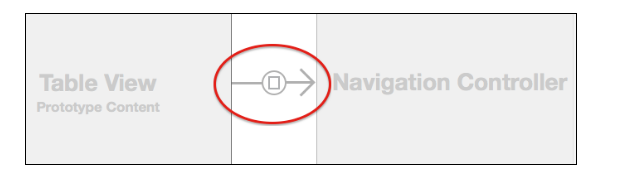 Table View
Prototype Content
Navigation Controller